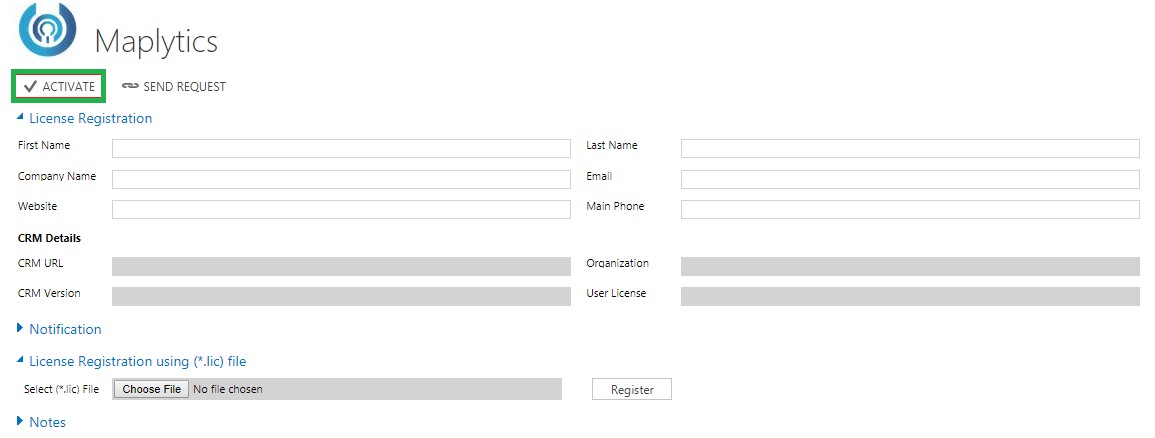 Maplytics
ACTIVATE SEND REQUEST
License Registration
First Name Last Name
Company Name Email
Website Main Phone
CRM Details
CRM URL Organization
CRM Version User License
Notification
License Registration using (*.lic) file
Select (*.lic) File Choose File No file chosen Register
Notes